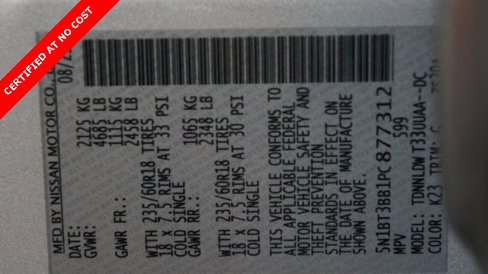 CERTIFIED AT NO COST
MFD BY NISSAN MOTOR CO.
DATE: 08/2
GVWR: 2125 KG
4685 LB
GAWR FR.: 1115 KG
2458 LB
WITH 235/60R18 TIRES
18 X 7.5 RIMS AT 33 PSI
COLD SINGLE
GAWR RR.: 1065 KG
2348 LB
WITH 235/60R18 TIRES
18 X 7.5 RIMS AT 30 PSI
COLD SINGLE
THIS VEHICLE CONFORMS TO
ALL APPLICABLE FEDERAL
MOTOR VEHICLE SAFETY AND
THEFT PREVENTION
STANDARDS IN EFFECT ON
THE DATE OF MANUFACTURE
SHOWN ABOVE.
5N1BT3BB1PC877312
MPV 599
MODEL: TDNNLDWT33UUAA--DC
COLOR: K23 TRIM: G